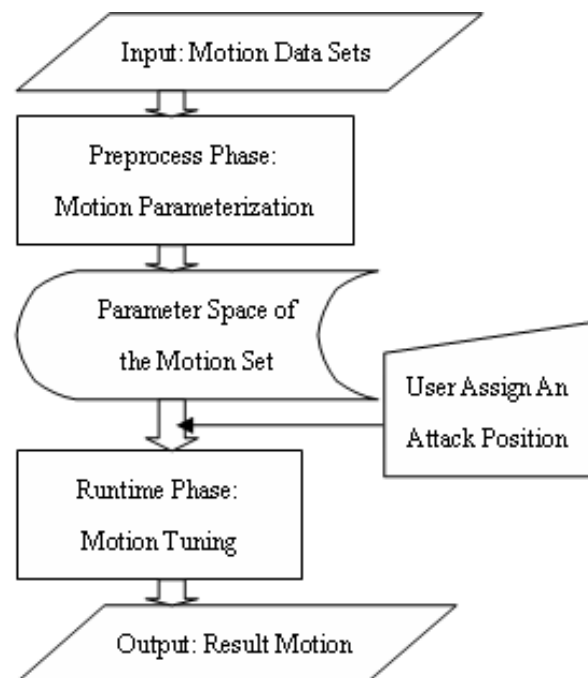 Input: Motion Data Sets
Preprocess Phase:
Motion Parameterization
Parameter Space of
the Motion Set
User Assign An
Attack Position
Runtime Phase:
Motion Tuning
Output: Result Motion